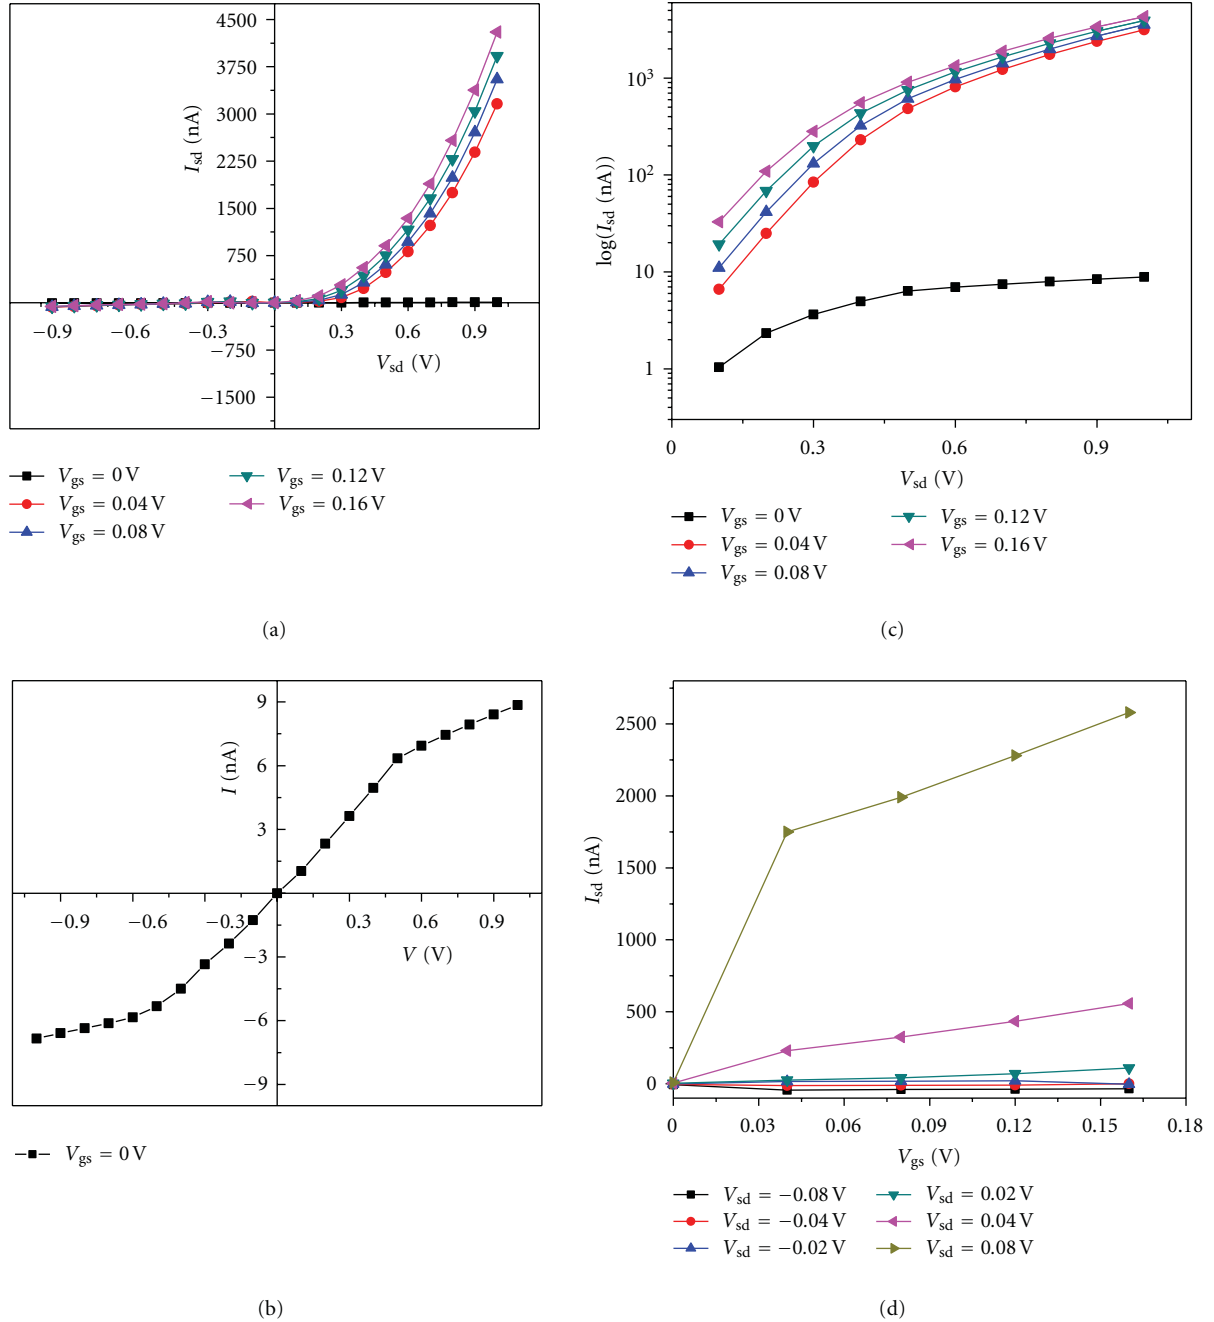 4500
3750
3000
2250
1500
750
−750
−1500
−0.9 −0.6 −0.3 0.3 0.6 0.9
I_sd (nA)
V_sd (V)
V_gs = 0 V
V_gs = 0.04 V
V_gs = 0.08 V
V_gs = 0.12 V
V_gs = 0.16 V
(a)
10^3
10^2
10
1
0 0.3 0.6 0.9
log(I_sd (nA))
V_sd (V)
V_gs = 0 V
V_gs = 0.04 V
V_gs = 0.08 V
V_gs = 0.12 V
V_gs = 0.16 V
(c)
9
6
3
−3
−6
−9
−0.9 −0.6 −0.3 0.3 0.6 0.9
I (nA)
V (V)
V_gs = 0 V
(b)
2500
2000
1500
1000
500
0
0 0.03 0.06 0.09 0.12 0.15 0.18
I_sd (nA)
V_gs (V)
V_sd = −0.08 V
V_sd = −0.04 V
V_sd = −0.02 V
V_sd = 0.02 V
V_sd = 0.04 V
V_sd = 0.08 V
(d)